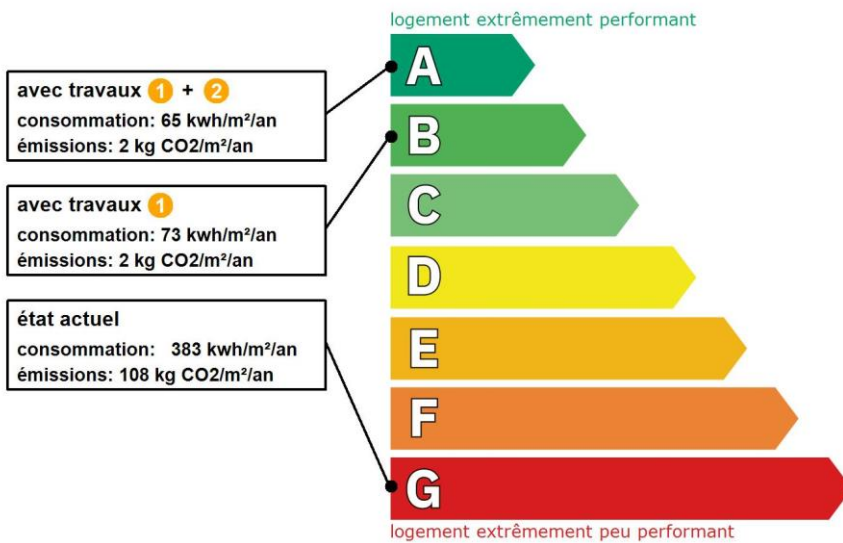 logement extrêmement performant
avec travaux 1 + 2
consommation: 65 kwh/m²/an
émissions: 2 kg CO2/m²/an
avec travaux 1
consommation: 73 kwh/m²/an
émissions: 2 kg CO2/m²/an
état actuel
consommation: 383 kwh/m²/an
émissions: 108 kg CO2/m²/an
A
B
C
D
E
F
G
logement extrêmement peu performant